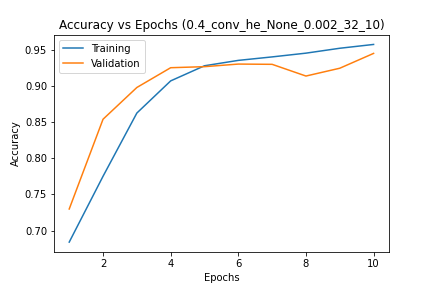 Accuracy vs Epochs (0.4_conv_he_None_0.002_32_10)
Training
Validation
0.95
0.90
0.85
0.80
0.75
0.70
Accuracy
2
4
6
8
10
Epochs